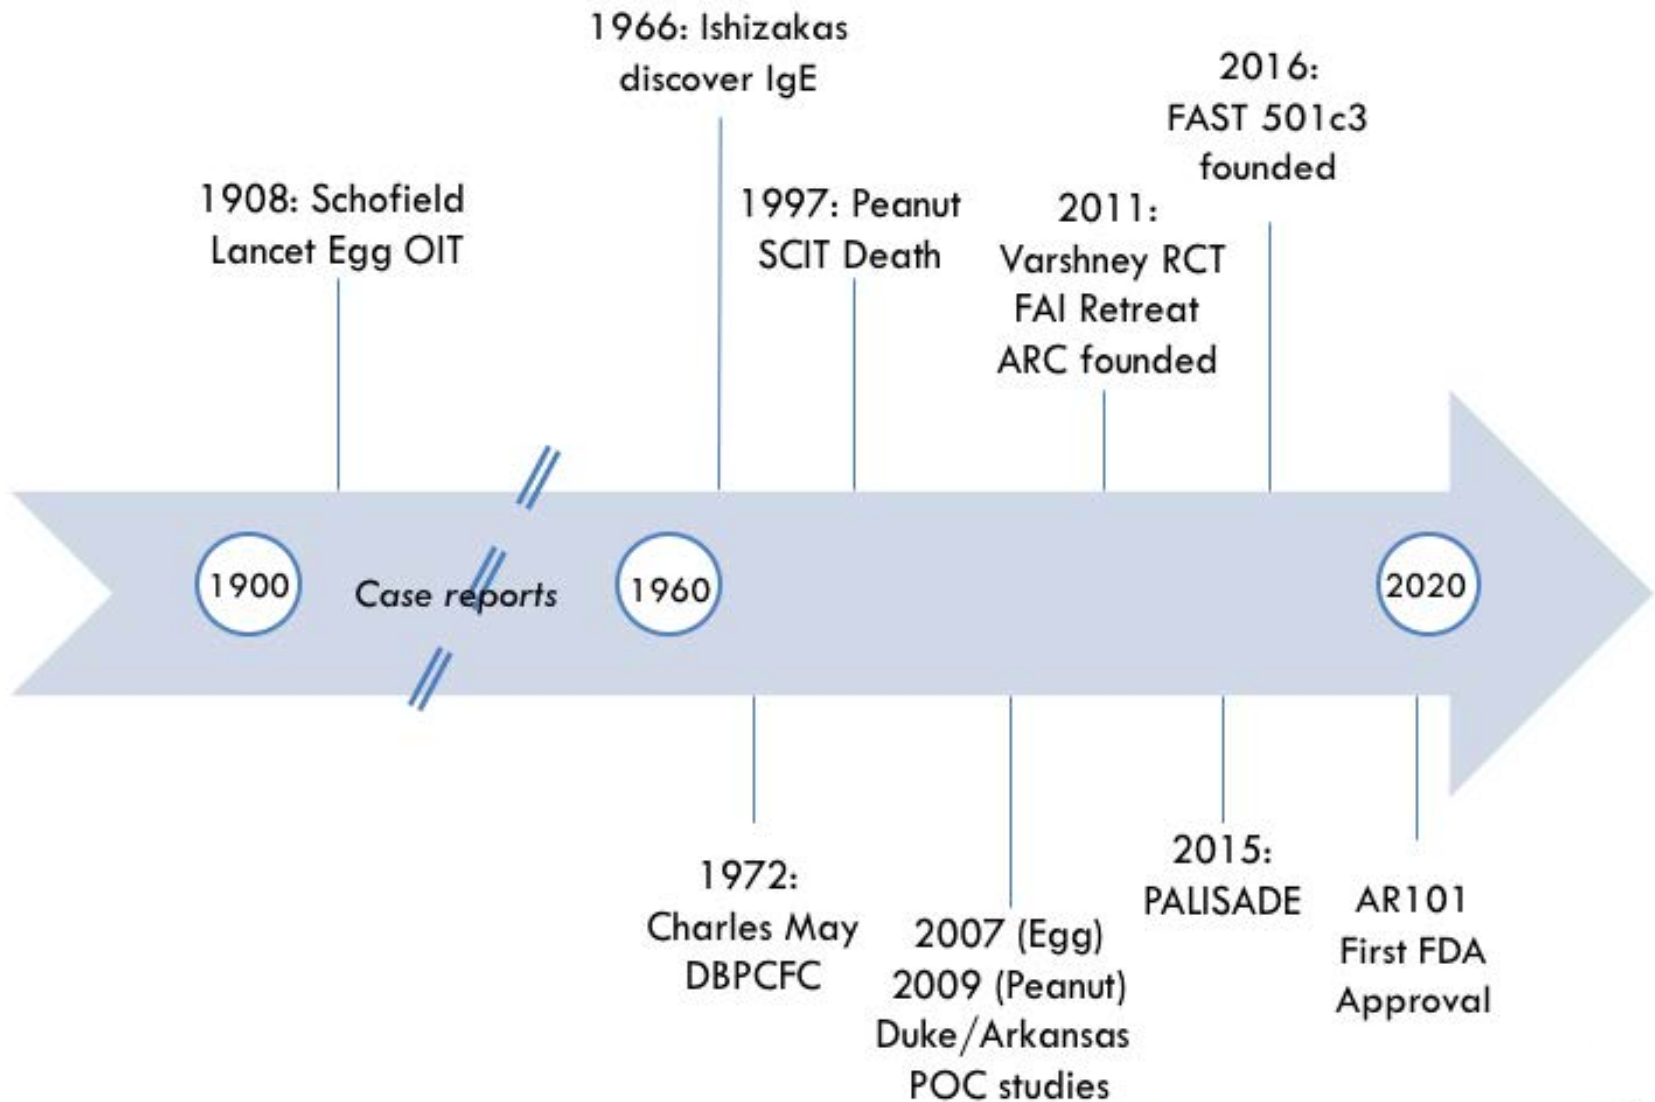 1966: Ishizakas
discover IgE
2016:
FAST 501c3
founded
1908: Schofield
Lancet Egg OIT
1997: Peanut
SCIT Death
2011:
Varshney RCT
FAI Retreat
ARC founded
1900
Case reports
1960
2020
1972:
Charles May
DBPCFC
2007 (Egg)
2009 (Peanut)
Duke/Arkansas
POC studies
2015:
PALISADE
AR101
First FDA
Approval